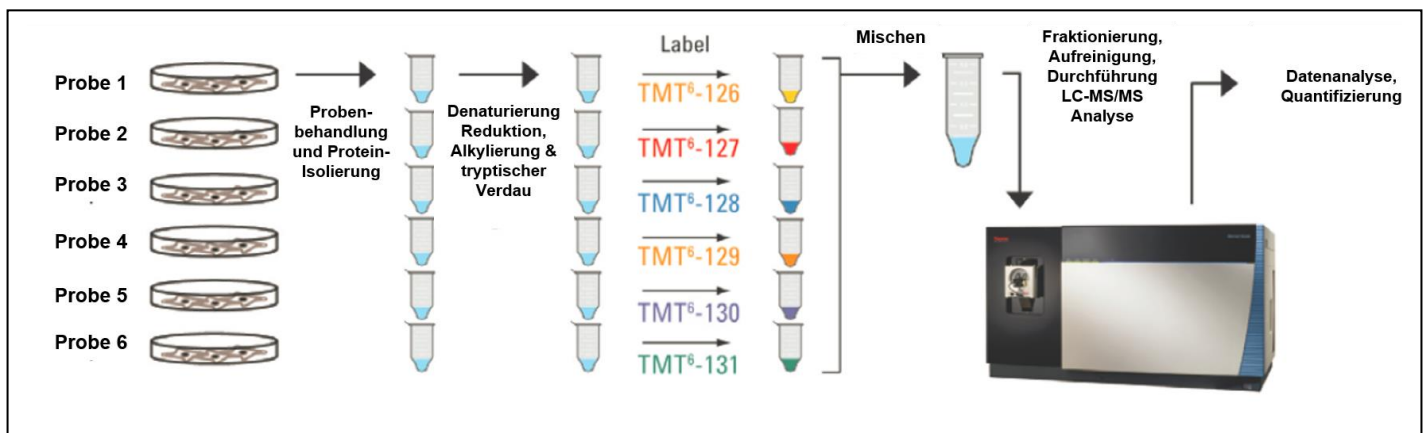 Probe 1
Probe 2
Probe 3
Probe 4
Probe 5
Probe 6
Proben-
behandlung
und Protein-
Isolierung
Denaturierung
Reduktion,
Alkylierung &
tryptischer
Verdau
Label
TMT⁶-126
TMT⁶-127
TMT⁶-128
TMT⁶-129
TMT⁶-130
TMT⁶-131
Mischen
Fraktionierung,
Aufreinigung,
Durchführung
LC-MS/MS
Analyse
Datenanalyse,
Quantifizierung